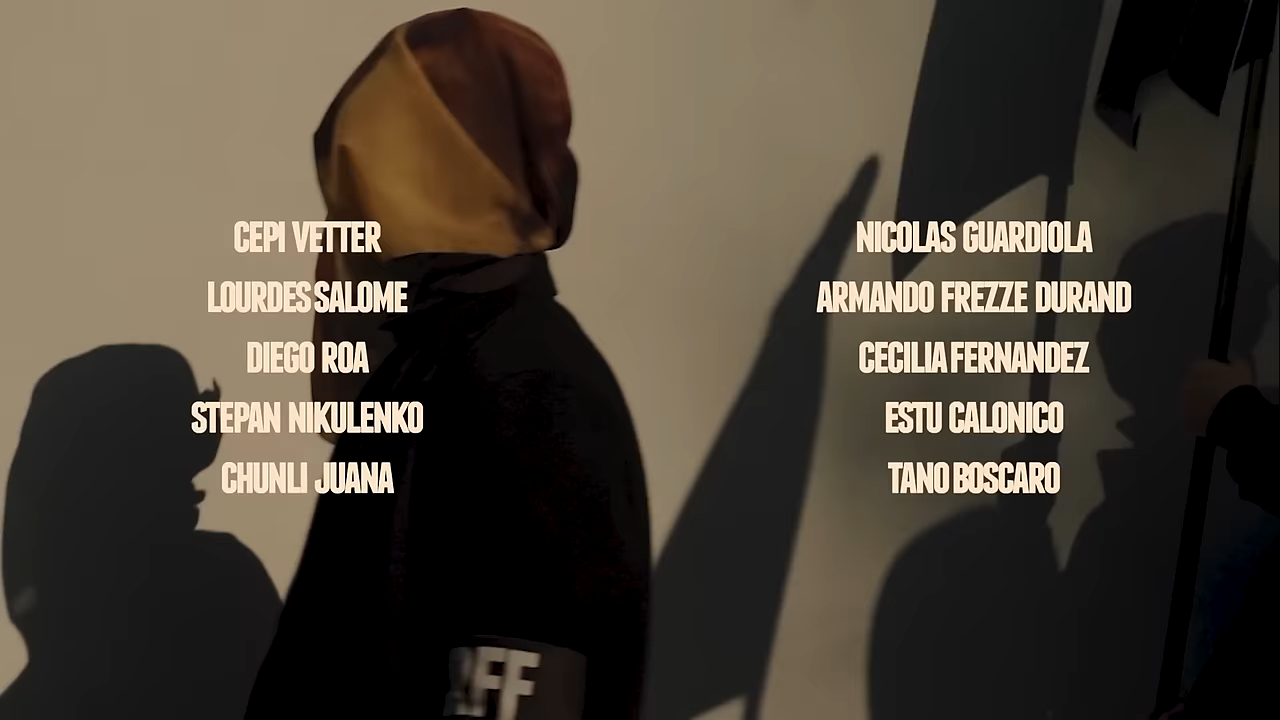 CEPI VETTER
LOURDES SALOME
DIEGO ROA
STEPAN NIKULENKO
CHUNLI JUANA
NICOLAS GUARDIOLA
ARMANDO FREZZE DURAND
CECILIA FERNANDEZ
ESTU CALONICO
TANO BOSCARO